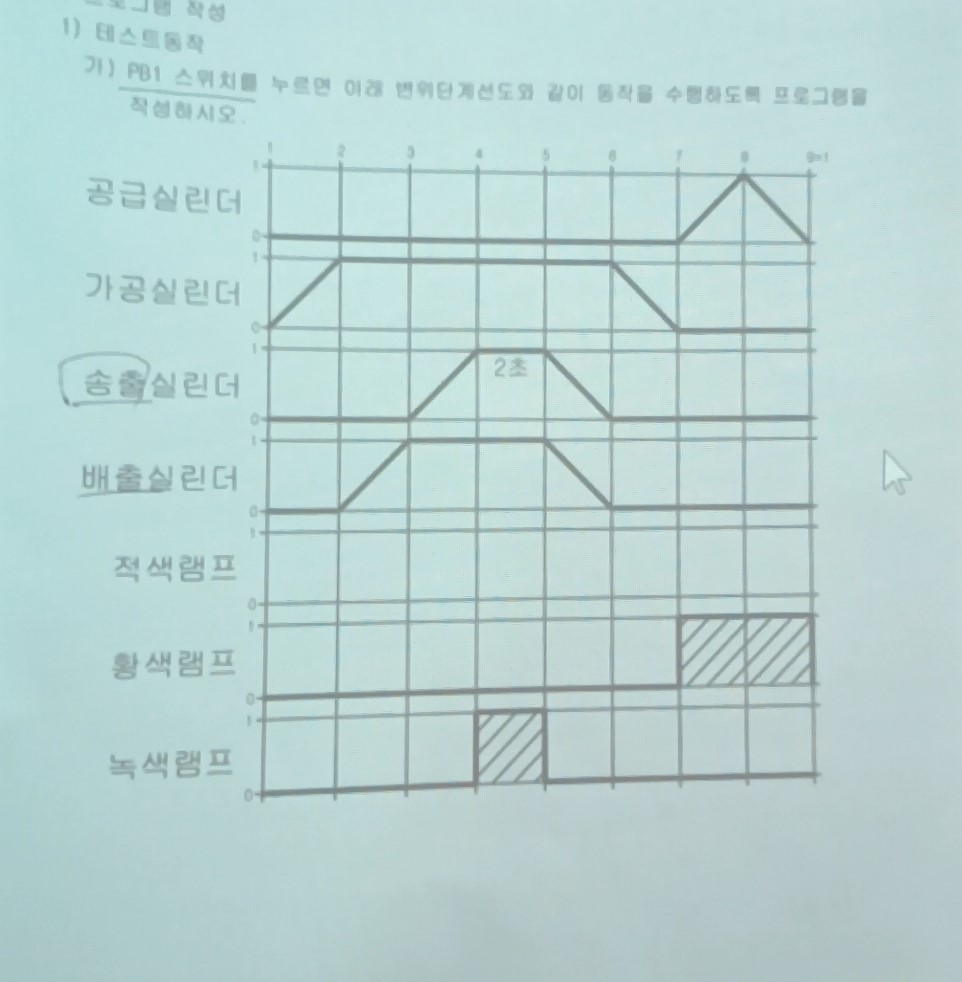 프로그램 작성
1) 테스트동작
가) PB1 스위치를 누르면 아래 변위단계선도와 같이 동작을 수행하도록 프로그램을
작성하시오.
1 2 3 4 5 6 7 8 9=1
1
공급실린더
0
1
가공실린더
0
1
송출실린더 2초
0
1
배출실린더
0
1
적색램프
0
1
황색램프
0
1
녹색램프
0